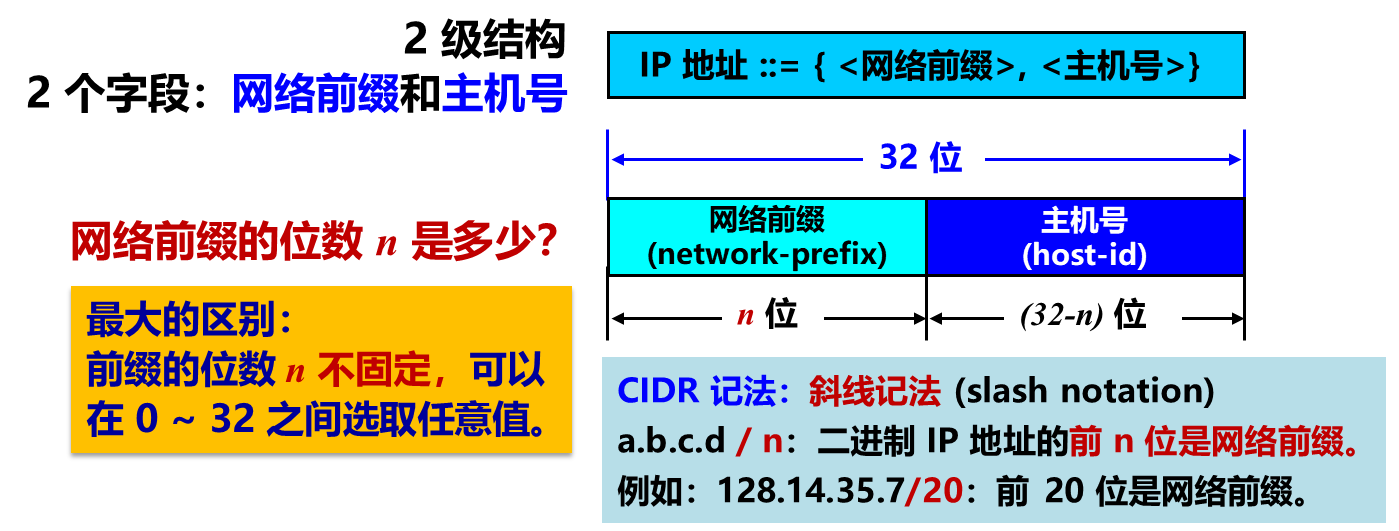 2 级结构
2 个字段：网络前缀和主机号
IP 地址 ::= { <网络前缀>, <主机号>}
32 位
网络前缀
(network-prefix)
主机号
(host-id)
n 位
(32-n) 位
网络前缀的位数 n 是多少？
最大的区别：
前缀的位数 n 不固定，可以
在 0 ~ 32 之间选取任意值。
CIDR 记法：斜线记法 (slash notation)
a.b.c.d / n：二进制 IP 地址的前 n 位是网络前缀。
例如：128.14.35.7/20：前 20 位是网络前缀。